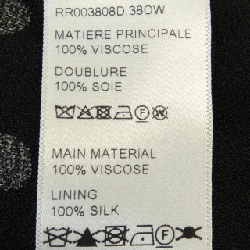 RR003808D.38OW
MATIERE PRINCIPALE
100% VISCOSE
DOUBLURE
100% SOIE
MAIN MATERIAL
100% VISCOSE
LINING
100% SILK